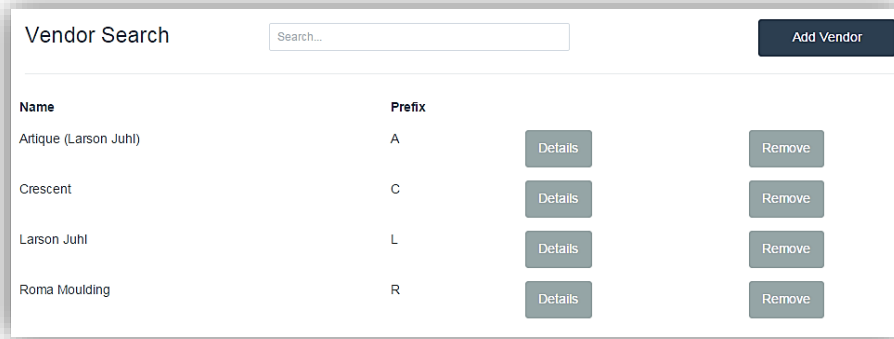 Vendor Search Search... Add Vendor
Name Prefix
Artique (Larson Juhl) A Details Remove
Crescent C Details Remove
Larson Juhl L Details Remove
Roma Moulding R Details Remove